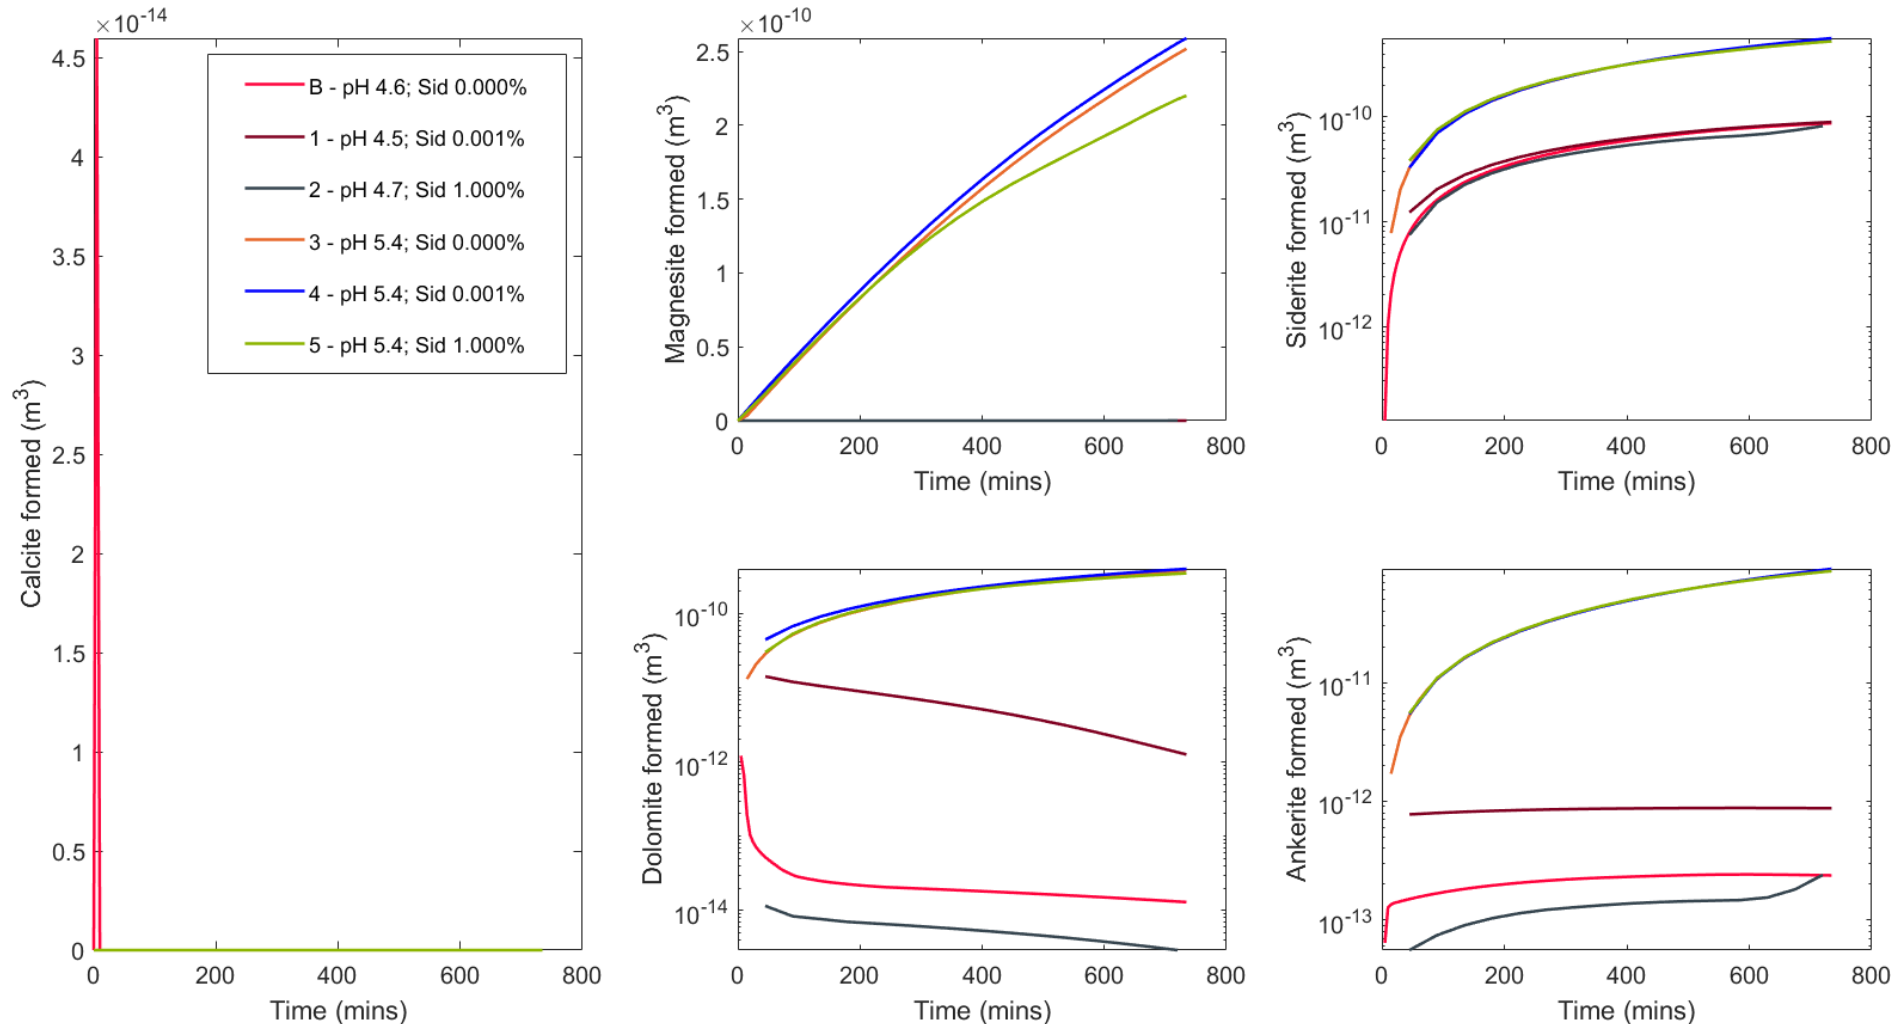 ×10⁻¹⁴
4.5
4
3.5
3
2.5
2
1.5
1
0.5
0
0 200 400 600 800
Time (mins)
Calcite formed (m³)
B - pH 4.6; Sid 0.000%
1 - pH 4.5; Sid 0.001%
2 - pH 4.7; Sid 1.000%
3 - pH 5.4; Sid 0.000%
4 - pH 5.4; Sid 0.001%
5 - pH 5.4; Sid 1.000%
×10⁻¹⁰
2.5
2
1.5
1
0.5
0
0 200 400 600 800
Time (mins)
Magnesite formed (m³)
10⁻¹⁰
10⁻¹¹
10⁻¹²
0 200 400 600 800
Time (mins)
Siderite formed (m³)
10⁻¹⁰
10⁻¹²
10⁻¹⁴
0 200 400 600 800
Time (mins)
Dolomite formed (m³)
10⁻¹¹
10⁻¹²
10⁻¹³
0 200 400 600 800
Time (mins)
Ankerite formed (m³)